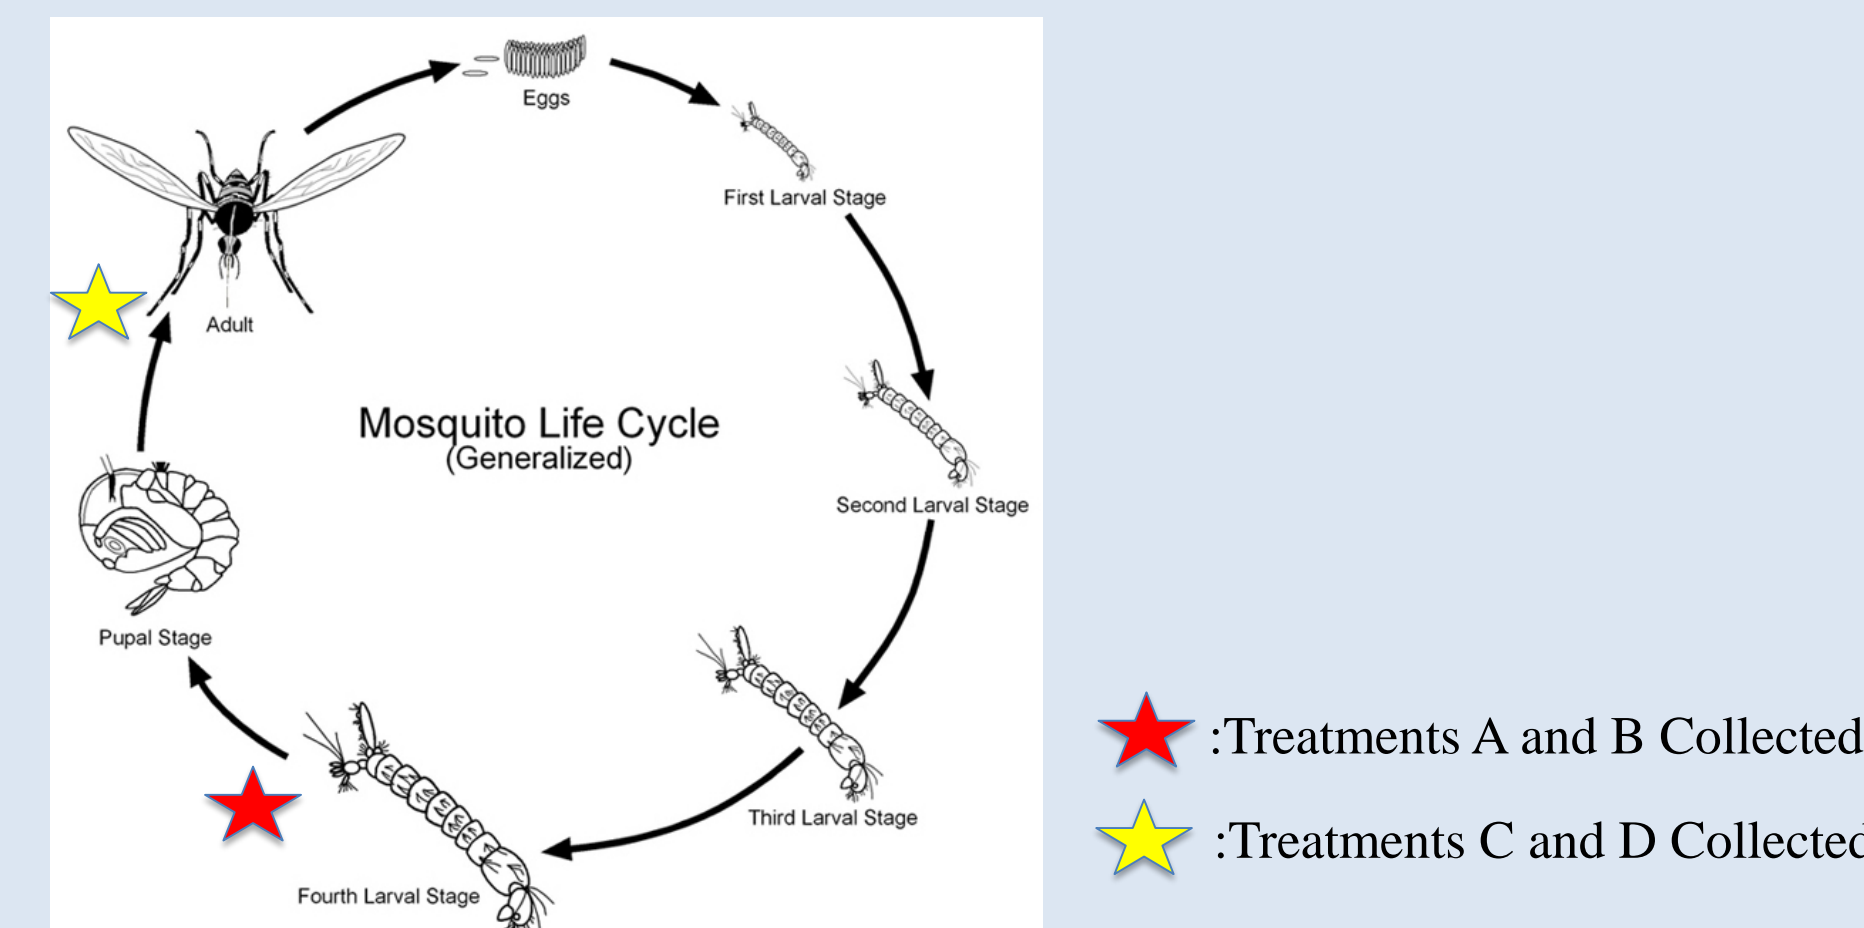 Eggs
First Larval Stage
Adult
Mosquito Life Cycle
(Generalized)
Second Larval Stage
Pupal Stage
Third Larval Stage
Fourth Larval Stage
:Treatments A and B Collected
:Treatments C and D Collected